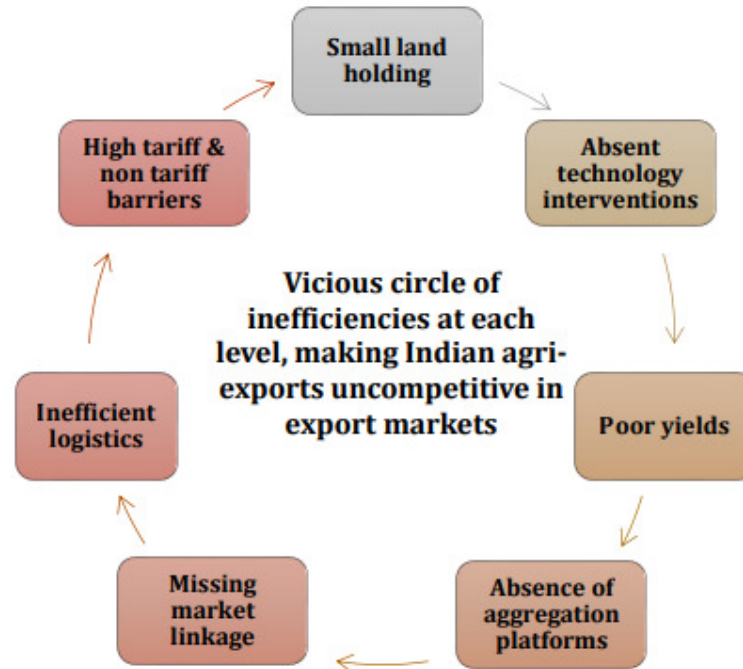 Small land
holding
Absent
technology
interventions
Poor yields
Absence of
aggregation
platforms
Missing
market
linkage
Inefficient
logistics
High tariff &
non tariff
barriers
Vicious circle of
inefficiencies at each
level, making Indian agri-
exports uncompetitive in
export markets